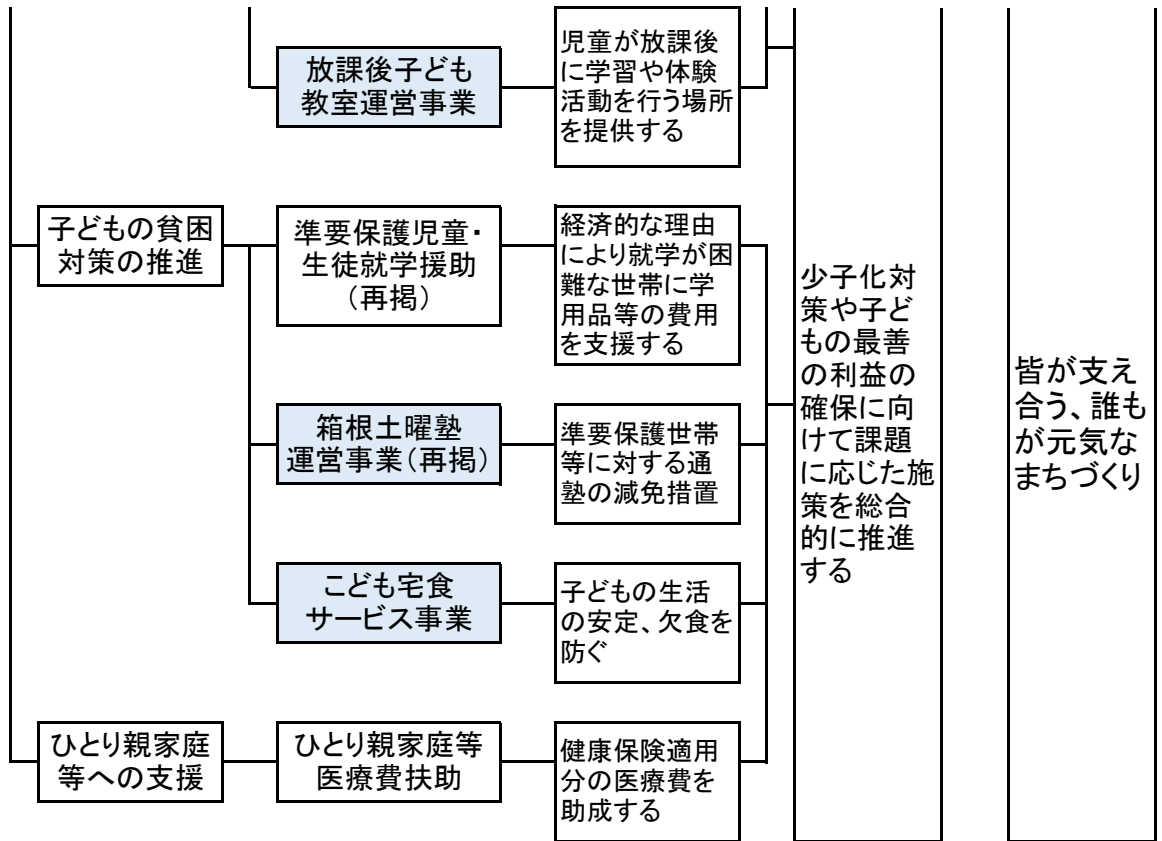 放課後子ども
教室運営事業
児童が放課後
に学習や体験
活動を行う場所
を提供する
子どもの貧困
対策の推進
準要保護児童・
生徒就学援助
（再掲）
経済的な理由
により就学が困
難な世帯に学
用品等の費用
を支援する
箱根土曜塾
運営事業（再掲）
準要保護世帯
等に対する通
塾の減免措置
こども宅食
サービス事業
子どもの生活
の安定、欠食を
防ぐ
ひとり親家庭
等への支援
ひとり親家庭等
医療費扶助
健康保険適用
分の医療費を
助成する
少子化対
策や子ど
もの最善
の利益の
確保に向
けて課題
に応じた施
策を総合
的に推進
する
皆が支え
合う、誰も
が元気な
まちづくり